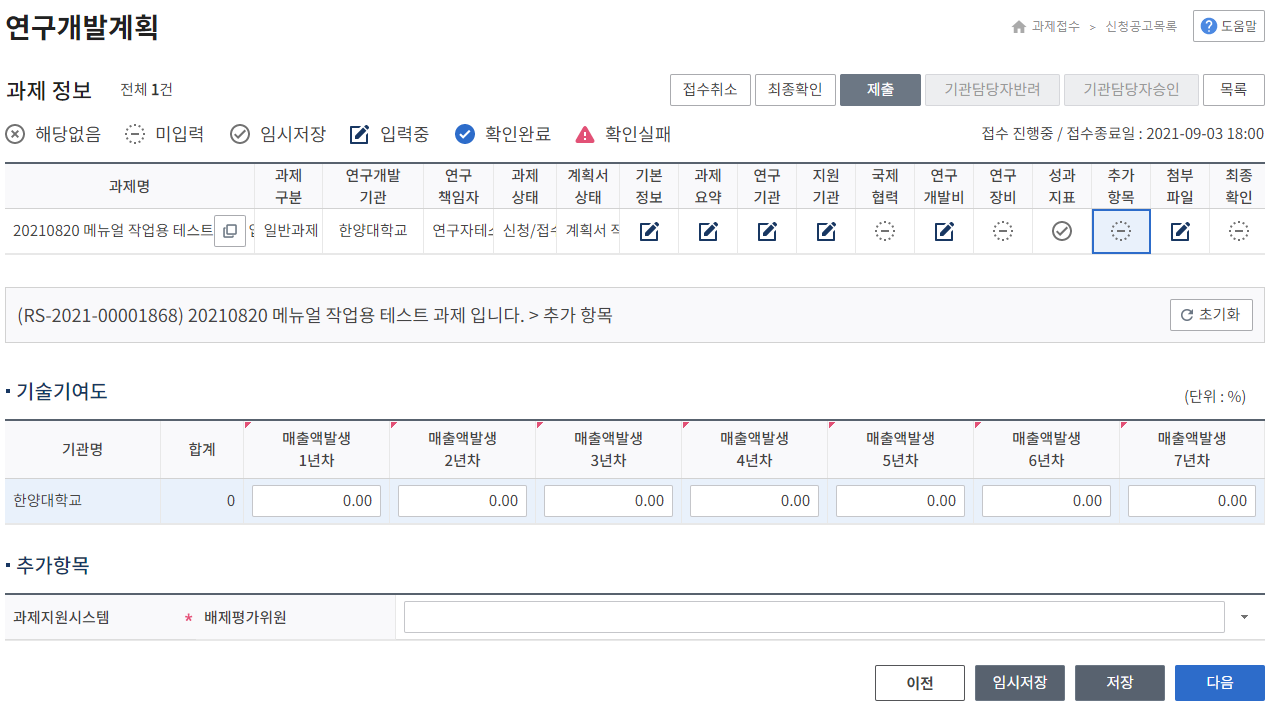 연구개발계획
과제접수 > 신청공고목록
? 도움말
과제 정보 전체 1건
접수취소 최종확인 제출 기관담당자반려 기관담당자승인 목록
해당없음 미입력 임시저장 입력중 확인완료 확인실패
접수 진행중 / 접수종료일 : 2021-09-03 18:00
과제명
과제
구분
연구개발
기관
연구
책임자
과제
상태
계획서
상태
기본
정보
과제
요약
연구
기관
지원
기관
국제
협력
연구
개발비
연구
장비
성과
지표
추가
항목
첨부
파일
최종
확인
20210820 메뉴얼 작업용 테스트 일반과제 한양대학교 연구자테스 신청/접수 계획서 작
(RS-2021-00001868) 20210820 메뉴얼 작업용 테스트 과제 입니다. > 추가 항목
초기화
기술기여도
(단위 : %)
기관명
합계
매출액발생
1년차
매출액발생
2년차
매출액발생
3년차
매출액발생
4년차
매출액발생
5년차
매출액발생
6년차
매출액발생
7년차
한양대학교 0 0.00 0.00 0.00 0.00 0.00 0.00 0.00
추가항목
과제지원시스템 * 배제평가위원
이전 임시저장 저장 다음